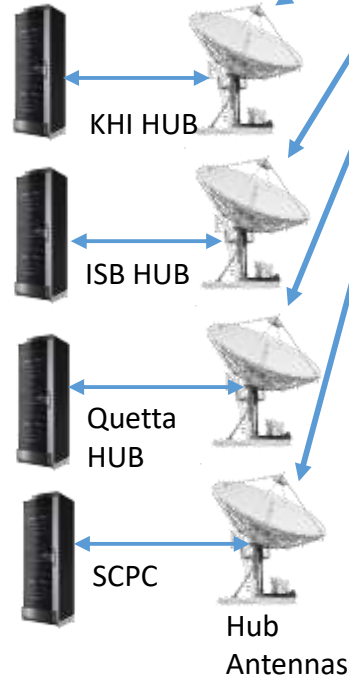 KHI HUB
ISB HUB
Quetta
HUB
SCPC
Hub
Antennas